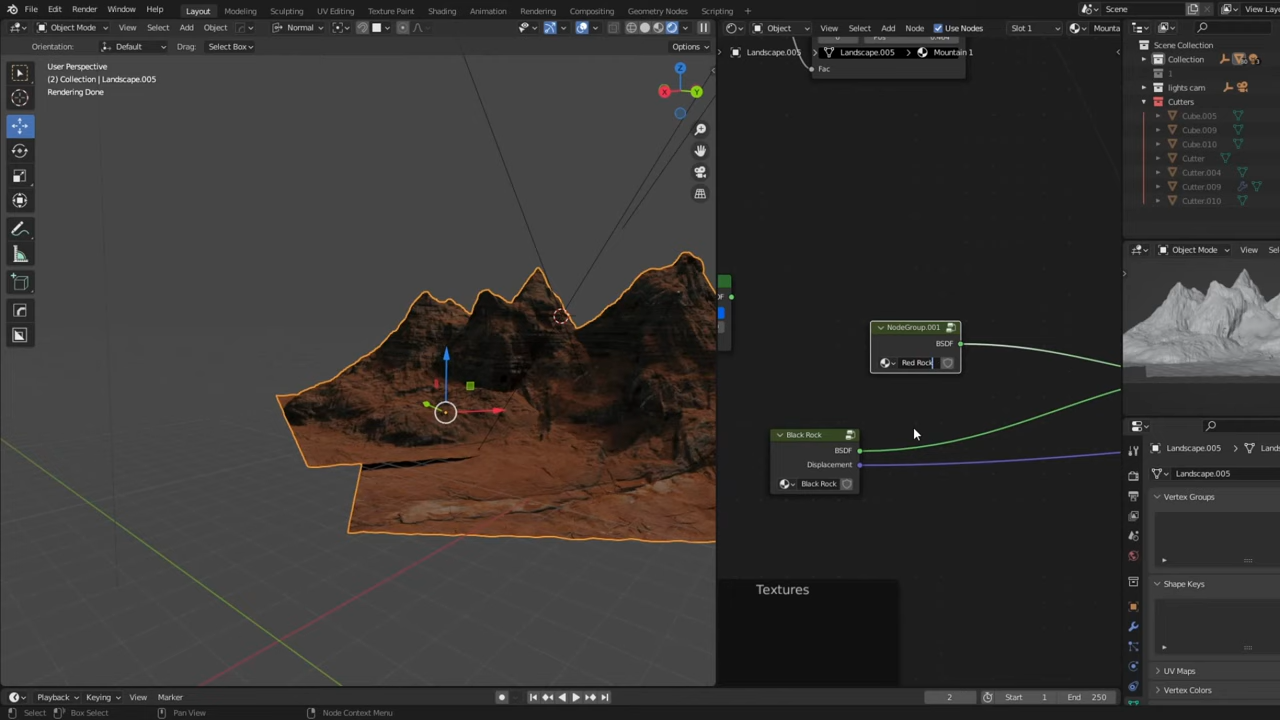 File Edit Render Window Help Layout Modeling Sculpting UV Editing Texture Paint Shading Animation Rendering Compositing Geometry Nodes Scripting Scene View Layer
Object Mode View Select Add Object Normal
Object View Select Add Node Use Nodes Slot 1 Mounta
Orientation: Default Drag: Select Box Options
Landscape.005 Landscape.005 Mountain 1
Fac
User Perspective
(2) Collection | Landscape.005
Rendering Done
X Y Z
Scene Collection
Collection
1
lights cam
Cutters
Cube.005
Cube.009
Cube.010
Cutter
Cutter.004
Cutter.009
Cutter.010
Object Mode View Sel
NodeGroup.001
BSDF
Red Rock
Black Rock
BSDF
Displacement
Black Rock
Textures
Landscape.005 Landscape.005
Landscape.005
Vertex Groups
Shape Keys
UV Maps
Vertex Colors
Playback Keying View Marker 2 Start 1 End 250
Select Box Select Pan View Node Context Menu